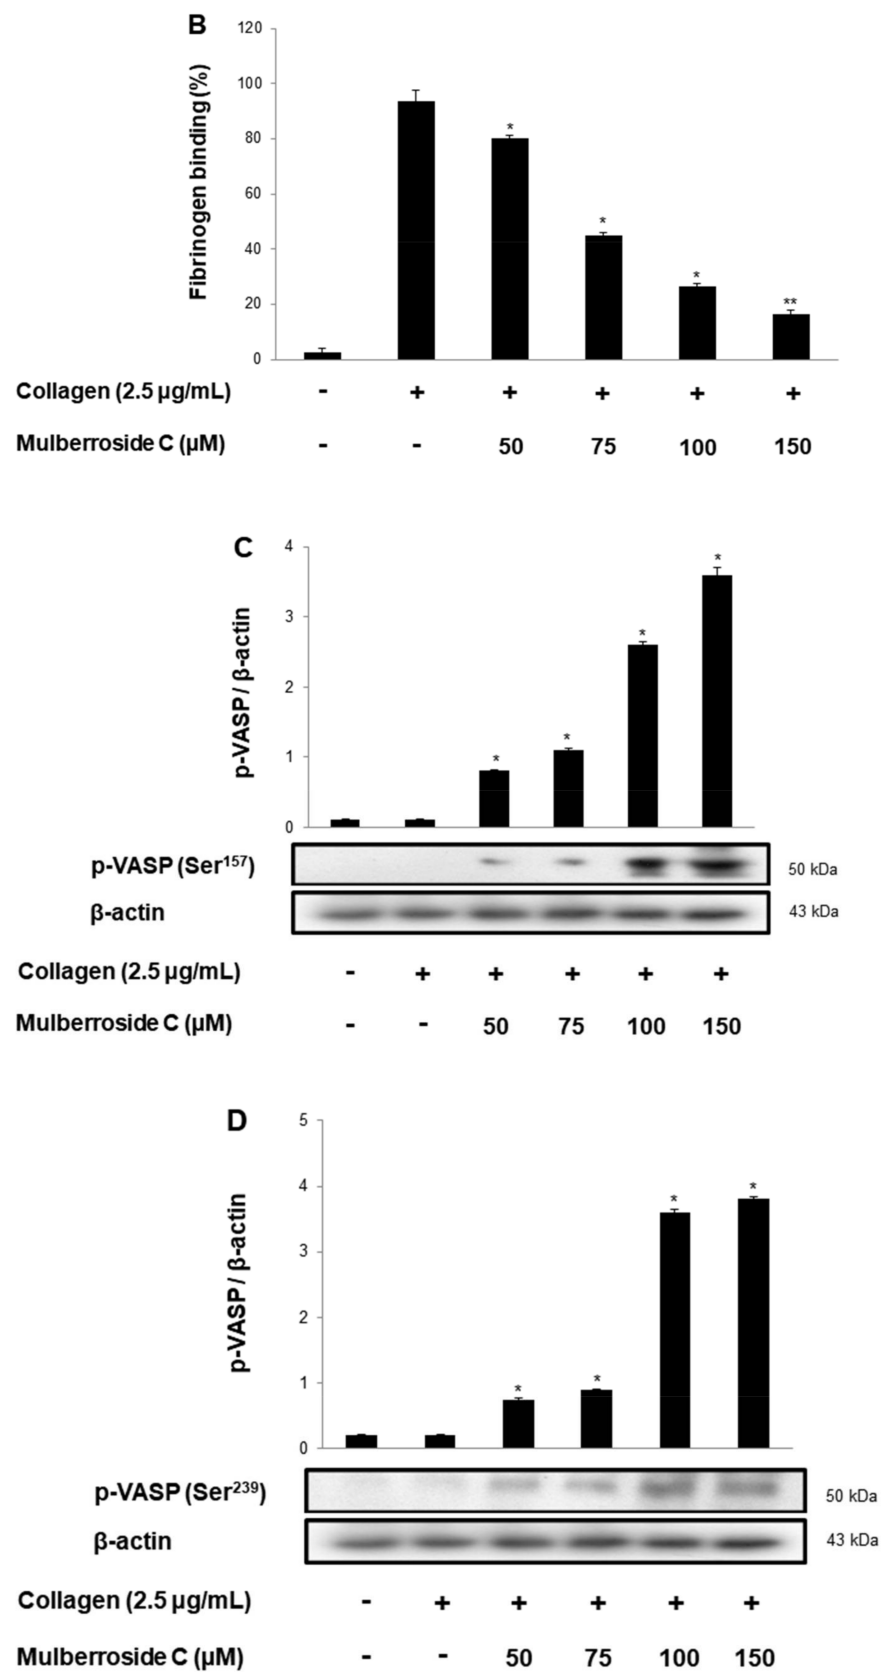 B
120
100
80
60
40
20
0
Fibrinogen binding (%)
*
*
*
**
Collagen (2.5 µg/mL) - + + + + +
Mulberroside C (µM) - - 50 75 100 150
C
4
3
2
1
0
p-VASP / β-actin
*
*
*
*
p-VASP (Ser¹⁵⁷) 50 kDa
β-actin 43 kDa
Collagen (2.5 µg/mL) - + + + + +
Mulberroside C (µM) - - 50 75 100 150
D
5
4
3
2
1
0
p-VASP / β-actin
*
*
*
*
p-VASP (Ser²³⁹) 50 kDa
β-actin 43 kDa
Collagen (2.5 µg/mL) - + + + + +
Mulberroside C (µM) - - 50 75 100 150